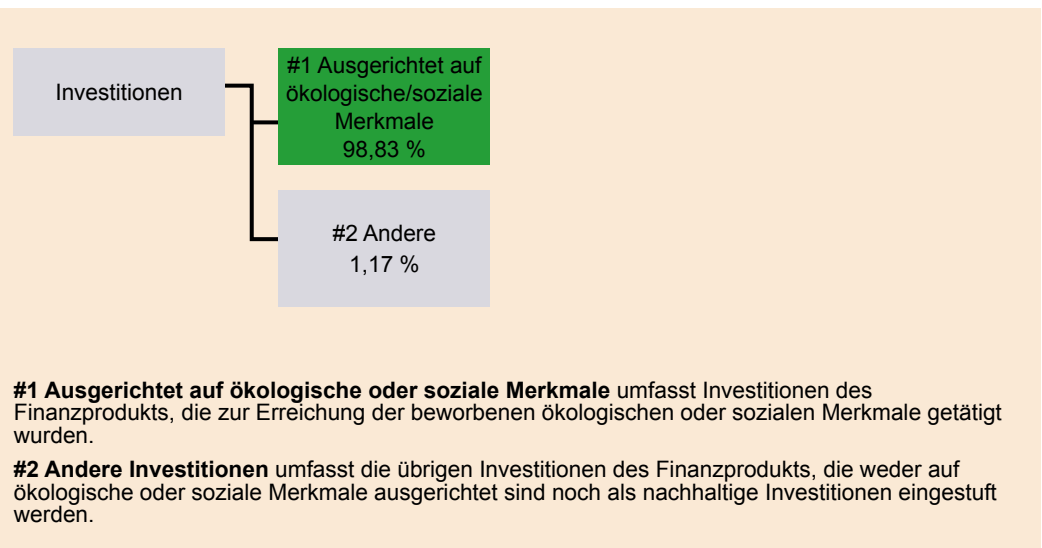 Investitionen
#1 Ausgerichtet auf
ökologische/soziale
Merkmale
98,83 %
#2 Andere
1,17 %
#1 Ausgerichtet auf ökologische oder soziale Merkmale umfasst Investitionen des
Finanzprodukts, die zur Erreichung der beworbenen ökologischen oder sozialen Merkmale getätigt
wurden.
#2 Andere Investitionen umfasst die übrigen Investitionen des Finanzprodukts, die weder auf
ökologische oder soziale Merkmale ausgerichtet sind noch als nachhaltige Investitionen eingestuft
werden.